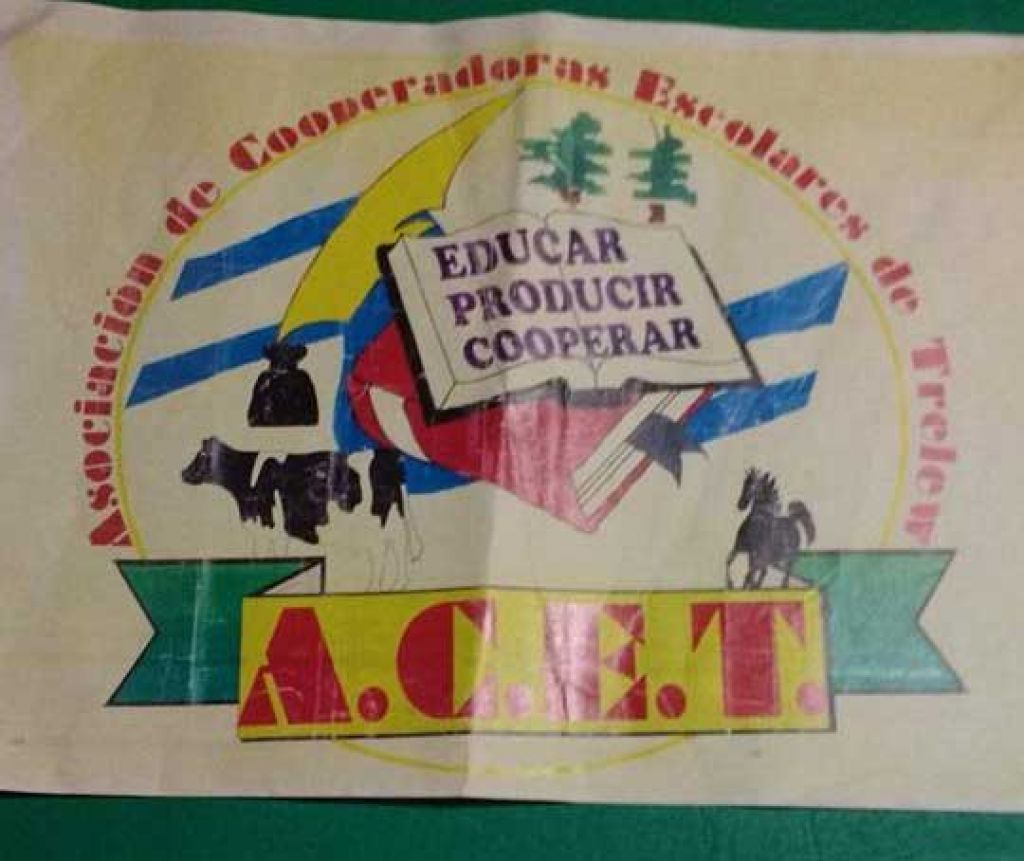 Asociación de Cooperadoras Escolares de Trelew
EDUCAR
PRODUCIR
COOPERAR
A.C.E.T.